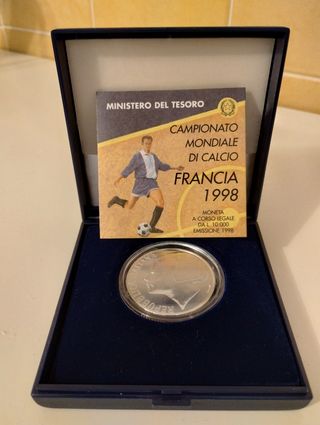 MINISTERO DEL TESORO
CAMPIONATO
MONDIALE
DI CALCIO
FRANCIA
1998
MONETA
A CORSO LEGALE
DA L. 10.000
EMISSIONE 1998